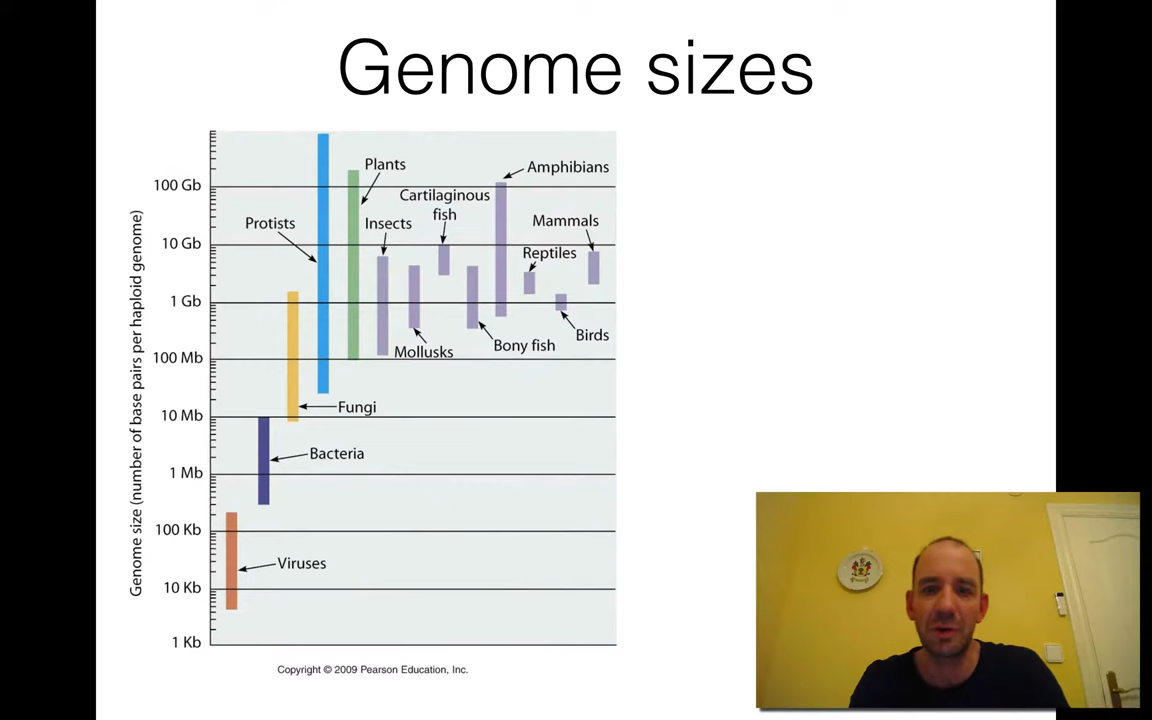 Genome sizes
Genome size (number of base pairs per haploid genome)
100 Gb
10 Gb
1 Gb
100 Mb
10 Mb
1 Mb
100 Kb
10 Kb
1 Kb
Plants
Amphibians
Cartilaginous
fish
Protists
Insects
Mammals
Reptiles
Mollusks
Bony fish
Birds
Fungi
Bacteria
Viruses
Copyright © 2009 Pearson Education, Inc.